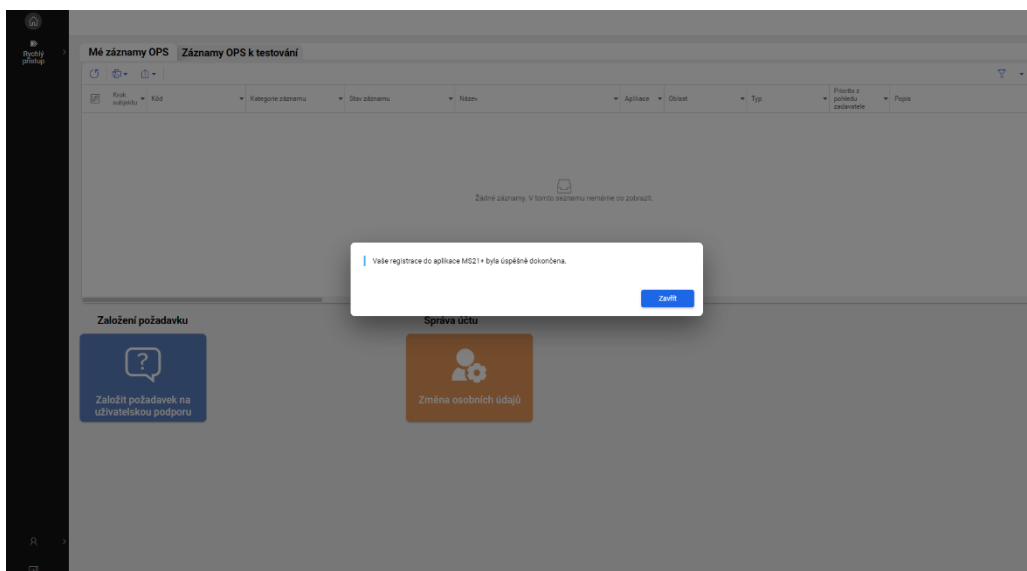 Rychlý
přístup
Mé záznamy OPS
Záznamy OPS k testování
Krok
subjektu
Kód
Kategorie záznamu
Stav záznamu
Název
Aplikace
Oblast
Typ
Priorita z
pohledu
zadavatele
Popis
Žádné záznamy. V tomto seznamu nemáme co zobrazit.
Vaše registrace do aplikace MS21+ byla úspěšně dokončena.
Zavřít
Založení požadavku
Správa účtu
Založit požadavek na
uživatelskou podporu
Změna osobních údajů